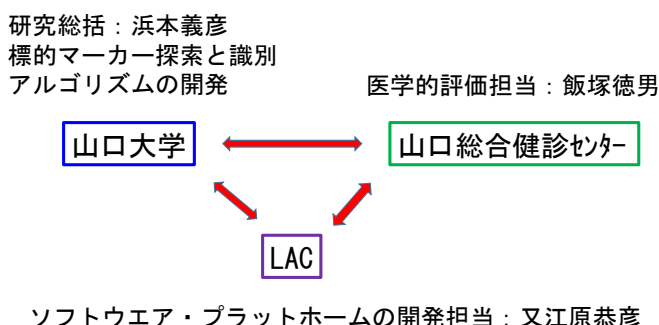 研究総括：浜本義彦
標的マーカー探索と識別
アルゴリズムの開発
医学的評価担当：飯塚徳男
山口大学
山口総合健診ｾﾝﾀｰ
LAC
ソフトウエア・プラットホームの開発担当：又江原恭彦